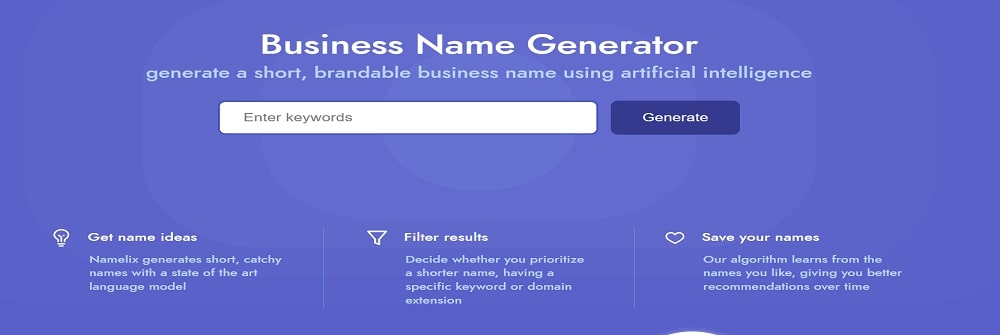 Business Name Generator
generate a short, brandable business name using artificial intelligence
Enter keywords
Generate
Get name ideas
Namelix generates short, catchy
names with a state of the art
language model
Filter results
Decide whether you prioritize
a shorter name, having a
specific keyword or domain
extension
Save your names
Our algorithm learns from the
names you like, giving you better
recommendations over time